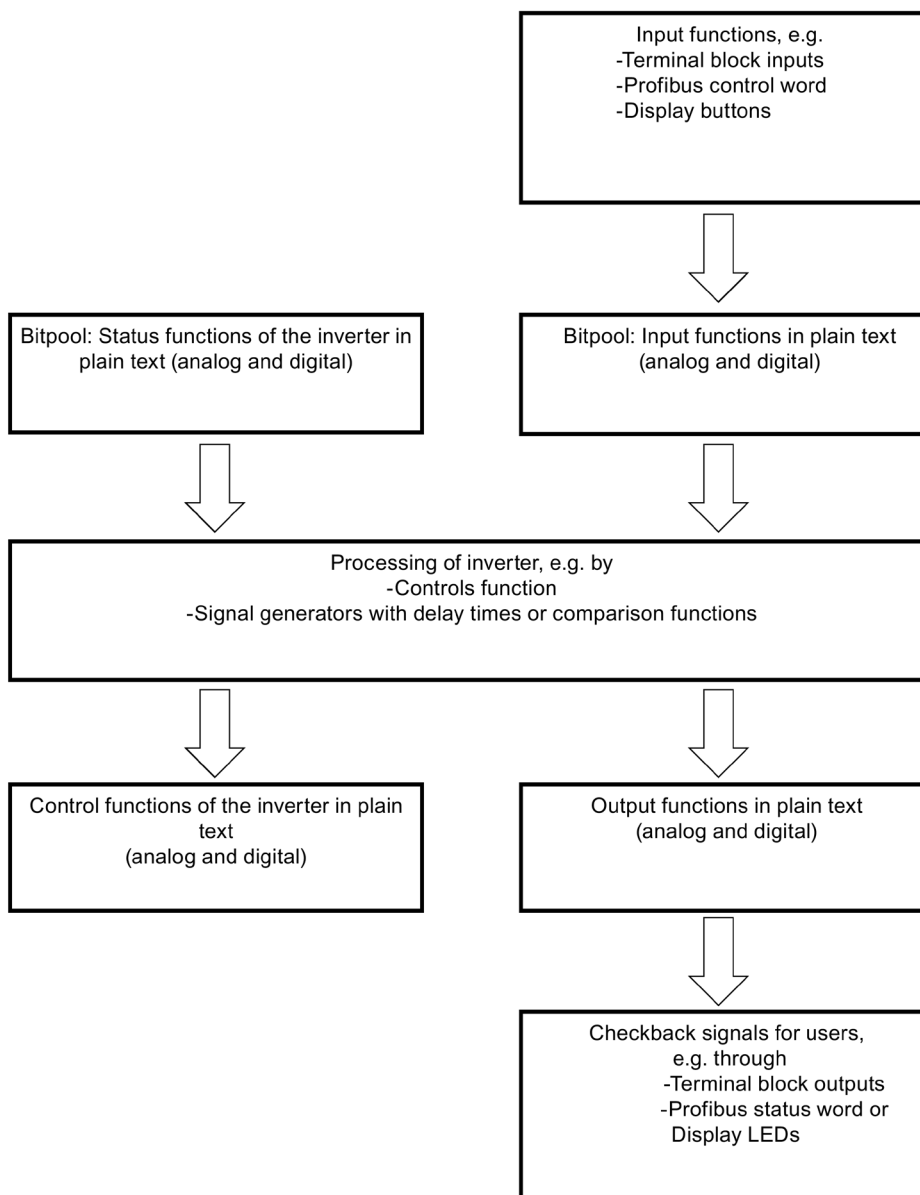 Input functions, e.g.
-Terminal block inputs
-Profibus control word
-Display buttons
Bitpool: Status functions of the inverter in
plain text (analog and digital)
Bitpool: Input functions in plain text
(analog and digital)
Processing of inverter, e.g. by
-Controls function
-Signal generators with delay times or comparison functions
Control functions of the inverter in plain
text
(analog and digital)
Output functions in plain text
(analog and digital)
Checkback signals for users,
e.g. through
-Terminal block outputs
-Profibus status word or
Display LEDs